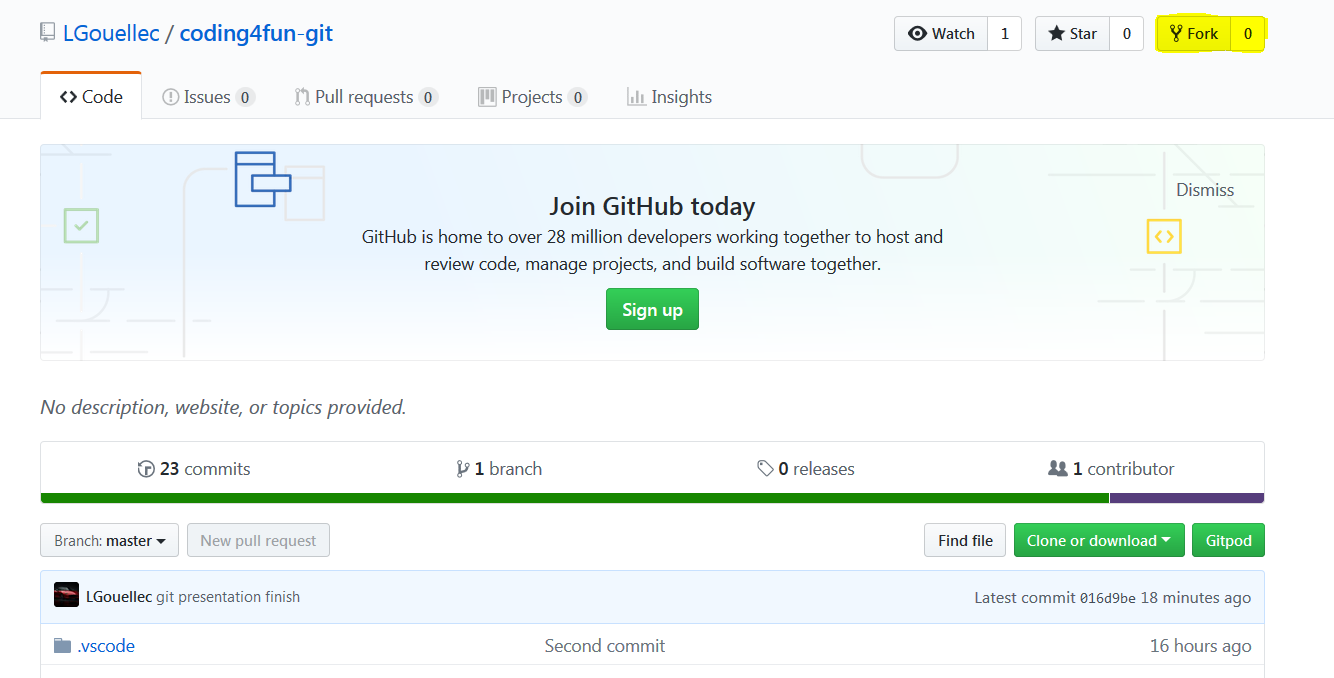 LGouellec / coding4fun-git
Watch 1 Star 0 Fork 0
Code Issues 0 Pull requests 0 Projects 0 Insights
Dismiss
Join GitHub today
GitHub is home to over 28 million developers working together to host and
review code, manage projects, and build software together.
Sign up
No description, website, or topics provided.
23 commits 1 branch 0 releases 1 contributor
Branch: master New pull request Find file Clone or download Gitpod
LGouellec git presentation finish Latest commit 016d9be 18 minutes ago
.vscode Second commit 16 hours ago